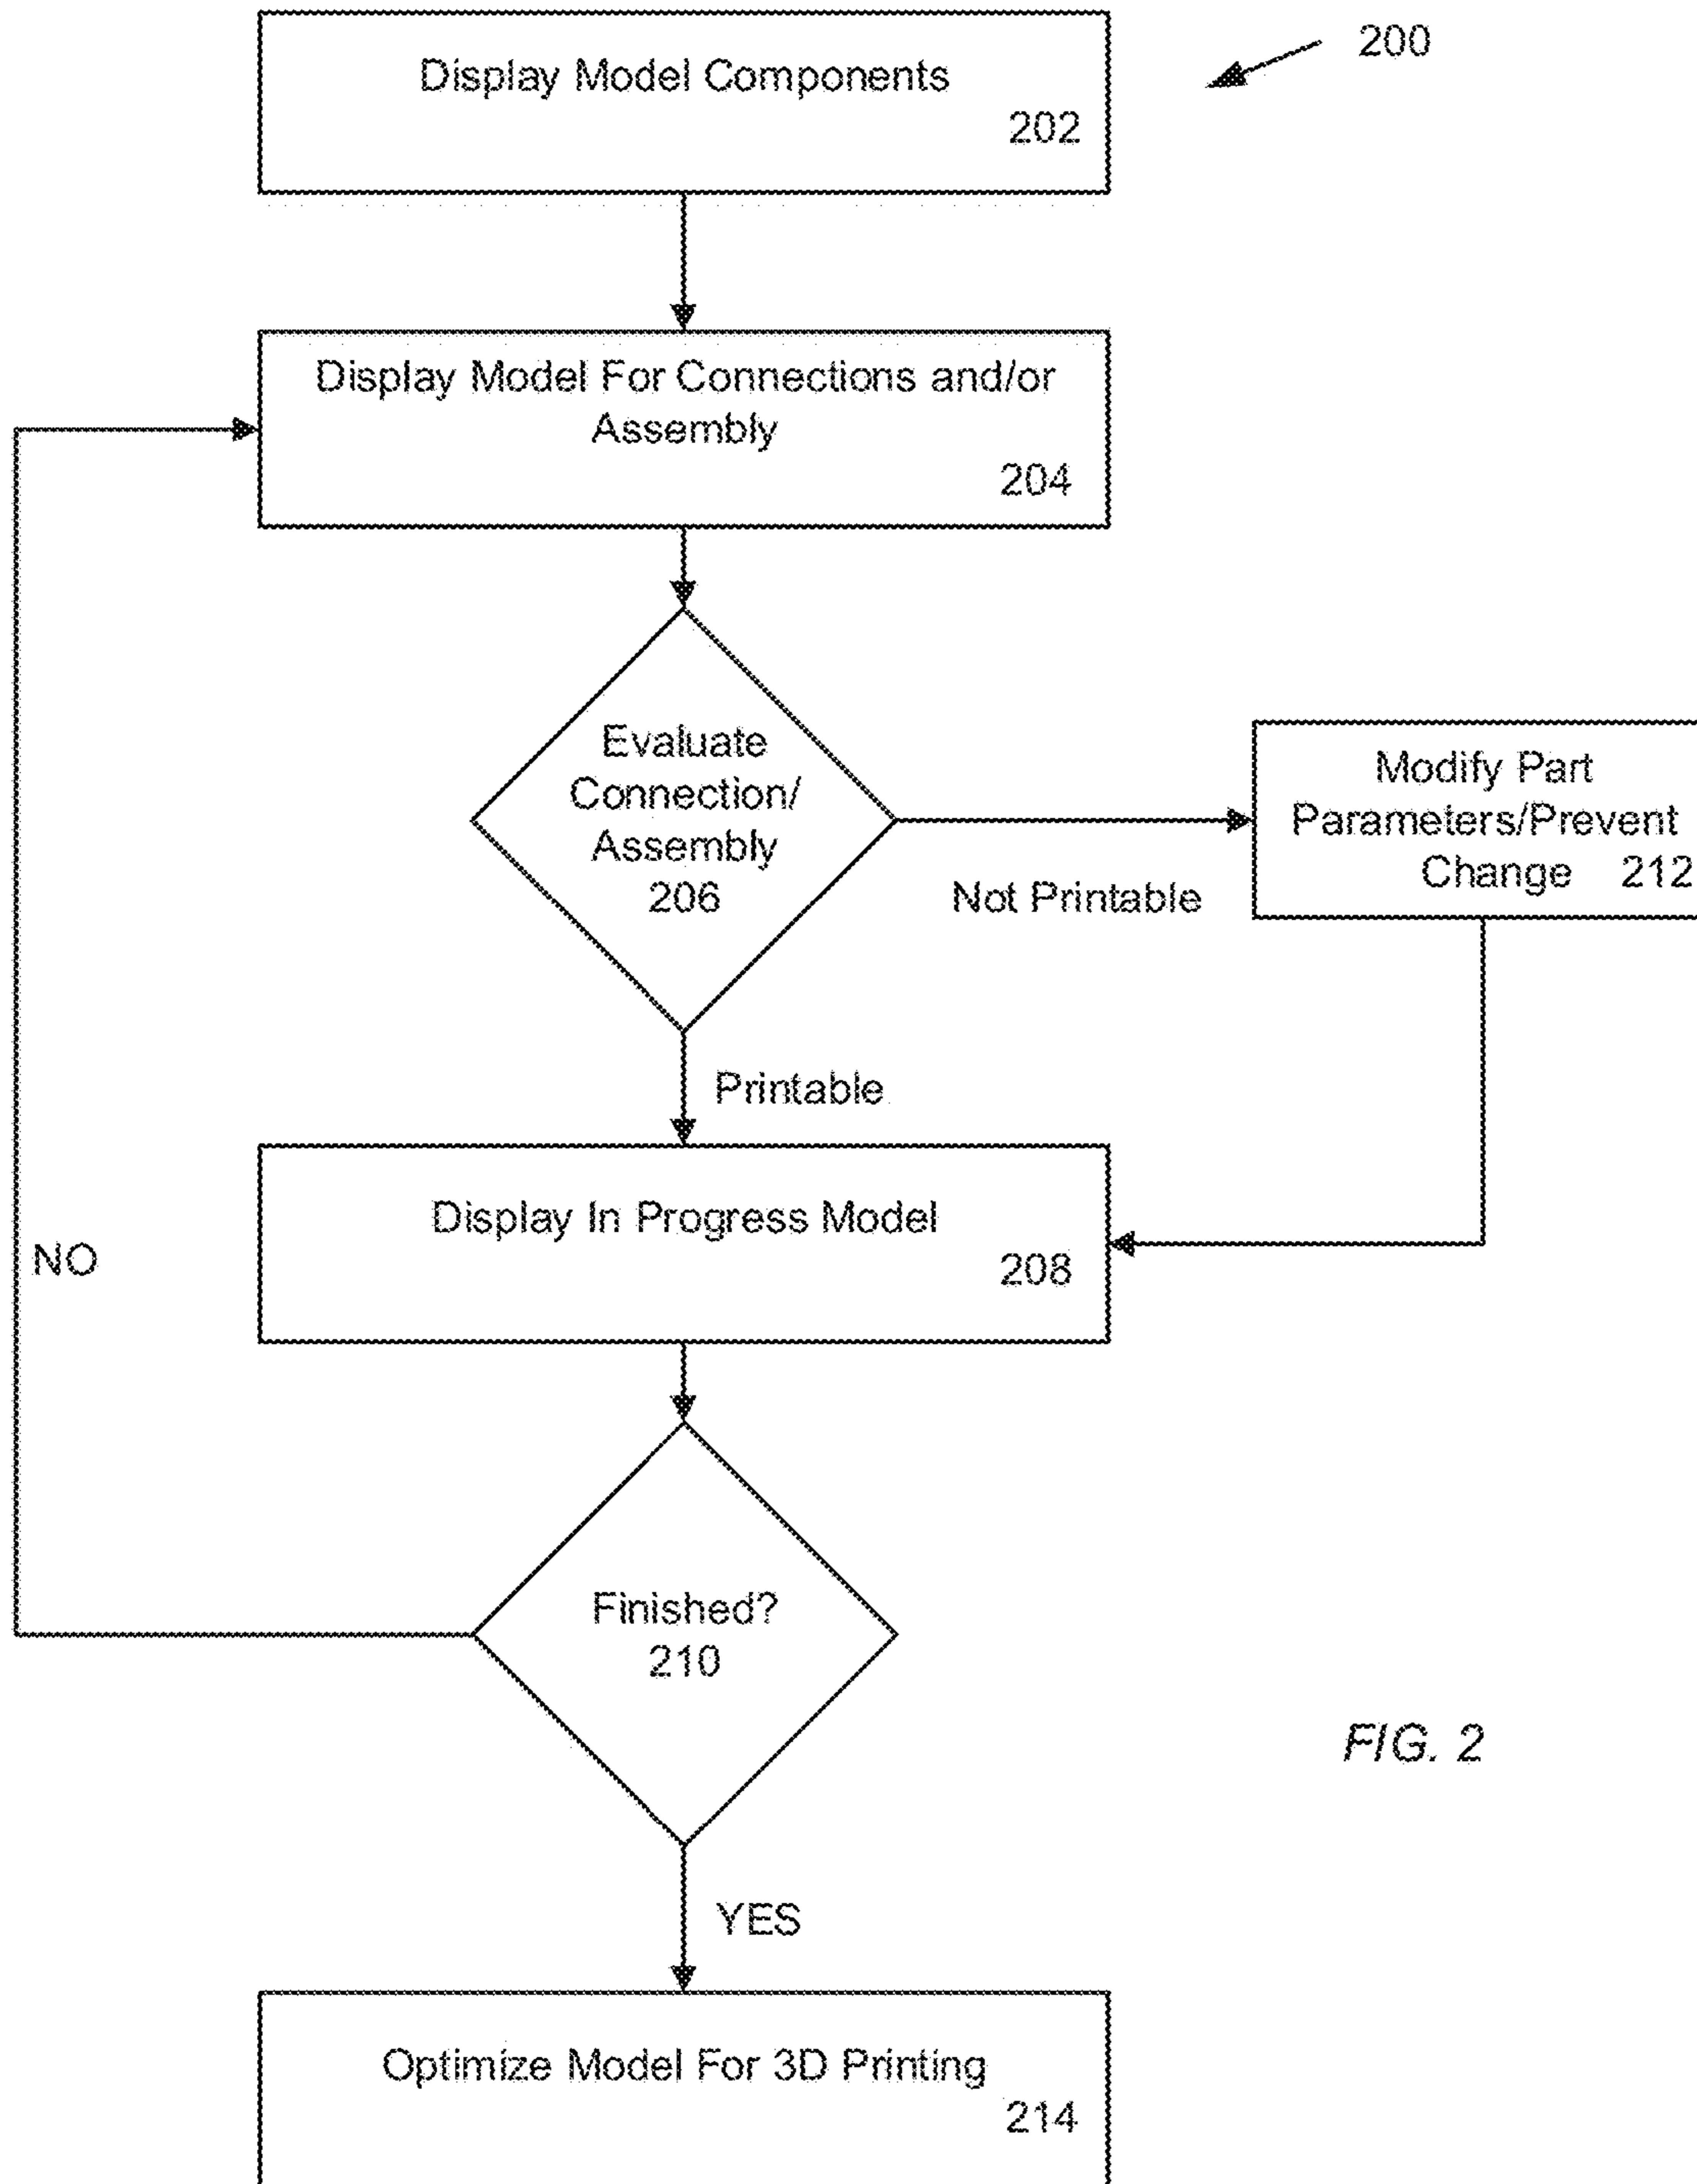 200
Display Model Components
202
Display Model For Connections and/or
Assembly
204
Evaluate
Connection/
Assembly
206
Not Printable
Modify Part
Parameters/Prevent
Change 212
Printable
Display In Progress Model
208
NO
Finished?
210
FIG. 2
YES
Optimize Model For 3D Printing
214